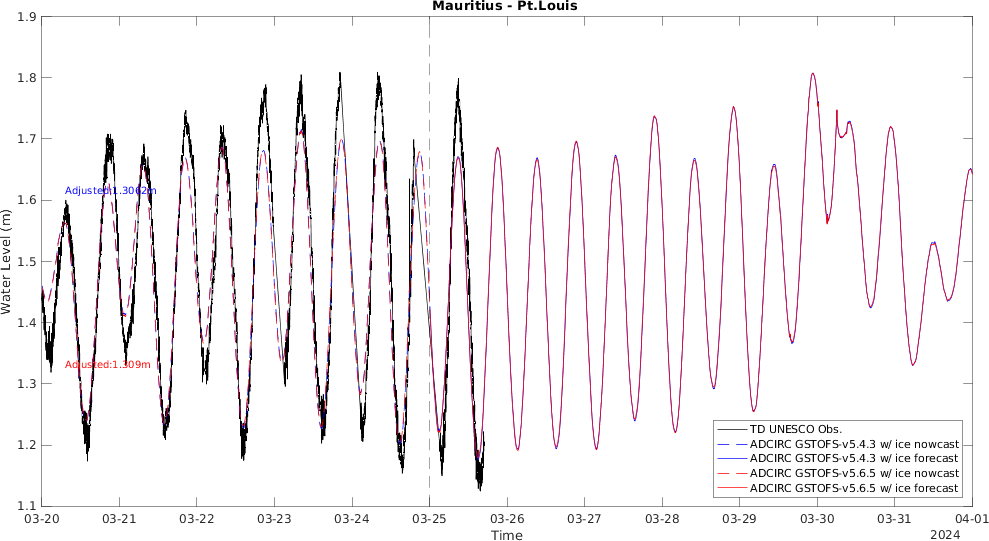 Mauritius - Pt.Louis
1.9
1.8
1.7
1.6
1.5
1.4
1.3
1.2
1.1
Water Level (m)
Adjusted:1.3062m
Adjusted:1.309m
TD UNESCO Obs.
ADCIRC GSTOFS-v5.4.3 w/ ice nowcast
ADCIRC GSTOFS-v5.4.3 w/ ice forecast
ADCIRC GSTOFS-v5.6.5 w/ ice nowcast
ADCIRC GSTOFS-v5.6.5 w/ ice forecast
03-20 03-21 03-22 03-23 03-24 03-25 03-26 03-27 03-28 03-29 03-30 03-31 04-01
Time
2024